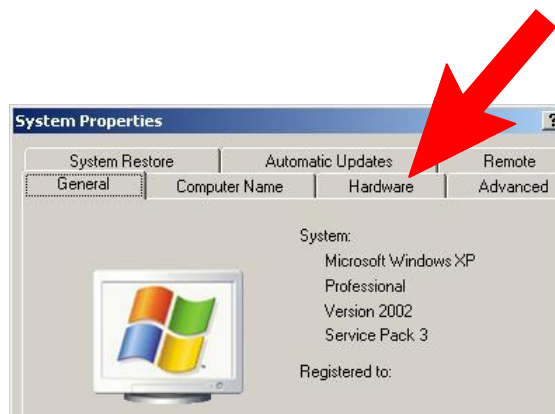 System Properties ?
System Restore Automatic Updates Remote
General Computer Name Hardware Advanced
System:
Microsoft Windows XP
Professional
Version 2002
Service Pack 3
Registered to: